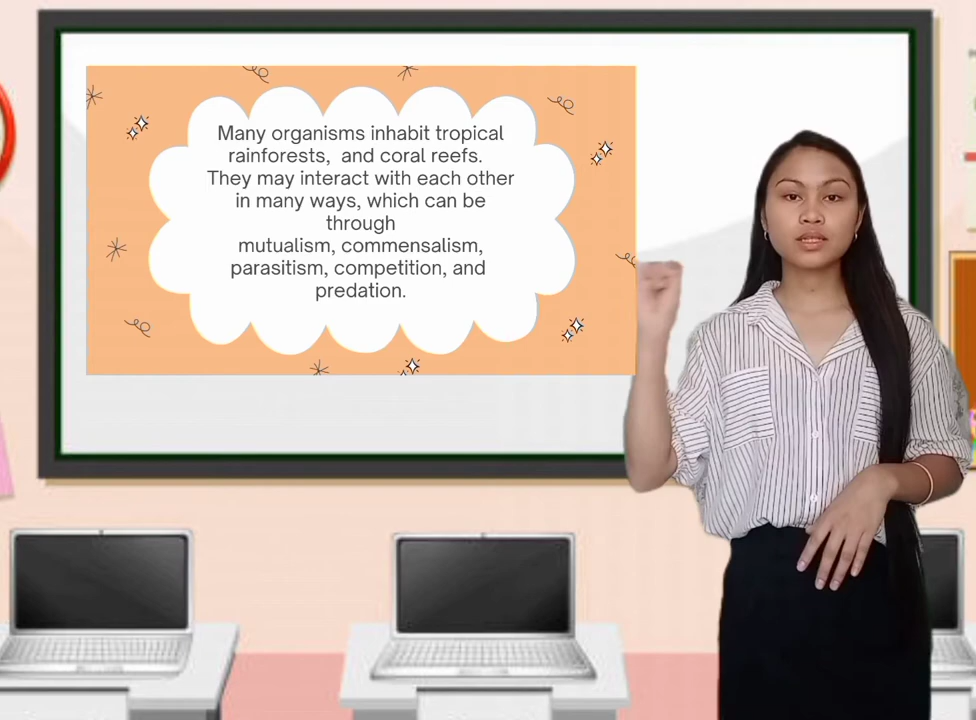 Many organisms inhabit tropical
rainforests, and coral reefs.
They may interact with each other
in many ways, which can be
through
mutualism, commensalism,
parasitism, competition, and
predation.